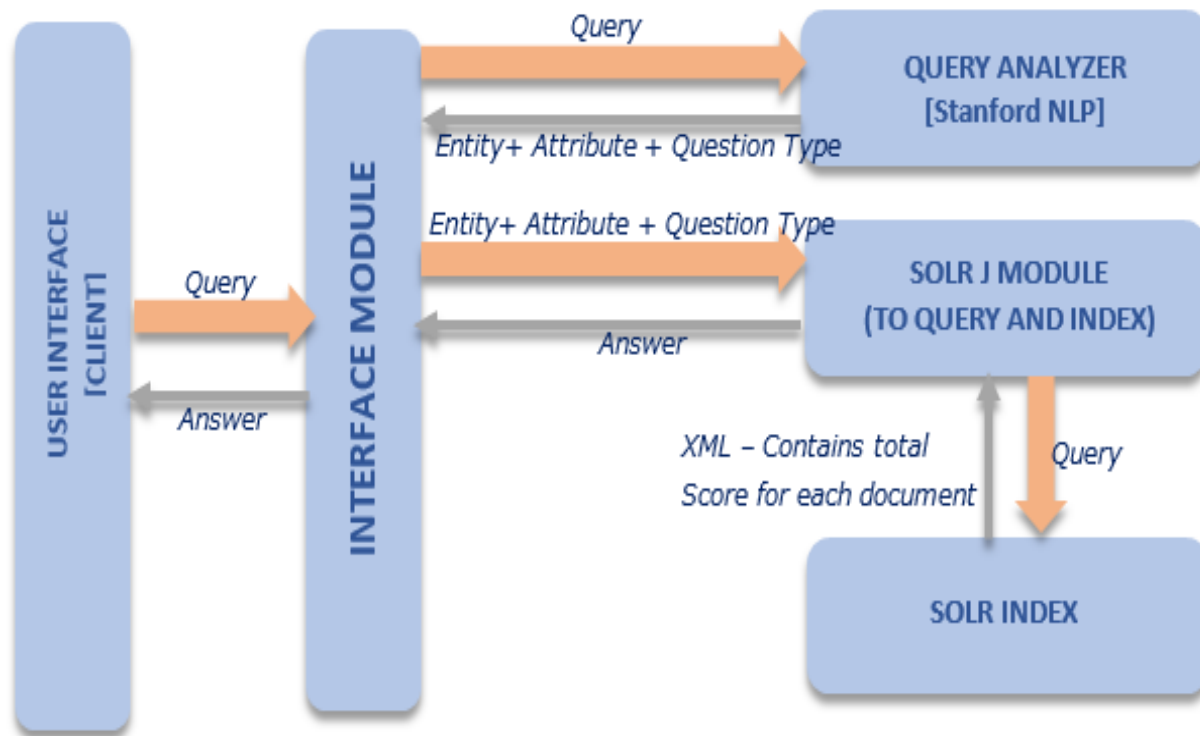 Query
QUERY ANALYZER
[Stanford NLP]
Entity+ Attribute + Question Type
Entity+ Attribute + Question Type
USER INTERFACE
[CLIENT]
Query
INTERFACE MODULE
SOLR J MODULE
(TO QUERY AND INDEX)
Answer
Answer
XML – Contains total
Score for each document
Query
SOLR INDEX